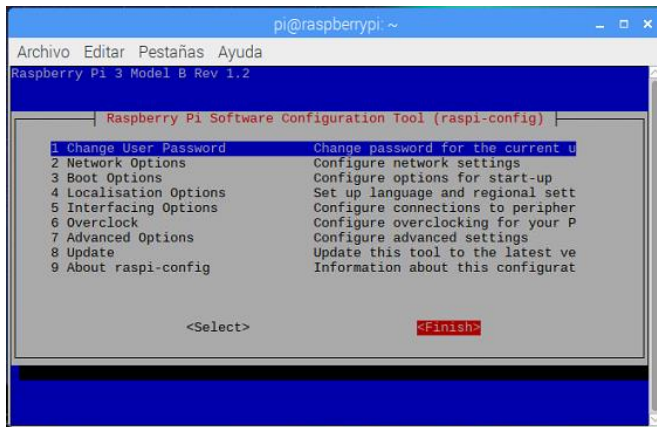 pi@raspberrypi: ~
Archivo Editar Pestañas Ayuda
Raspberry Pi 3 Model B Rev 1.2
Raspberry Pi Software Configuration Tool (raspi-config)
1 Change User Password Change password for the current u
2 Network Options Configure network settings
3 Boot Options Configure options for start-up
4 Localisation Options Set up language and regional sett
5 Interfacing Options Configure connections to peripher
6 Overclock Configure overclocking for your P
7 Advanced Options Configure advanced settings
8 Update Update this tool to the latest ve
9 About raspi-config Information about this configurat
<Select> <Finish>